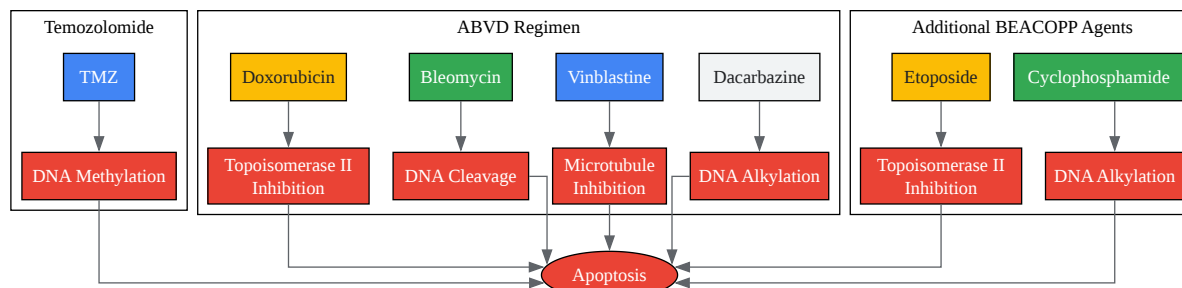 Temozolomide
ABVD Regimen
Additional BEACOPP Agents
TMZ
Doxorubicin
Bleomycin
Vinblastine
Dacarbazine
Etoposide
Cyclophosphamide
DNA Methylation
Topoisomerase II
Inhibition
DNA Cleavage
Microtubule
Inhibition
DNA Alkylation
Topoisomerase II
Inhibition
DNA Alkylation
Apoptosis